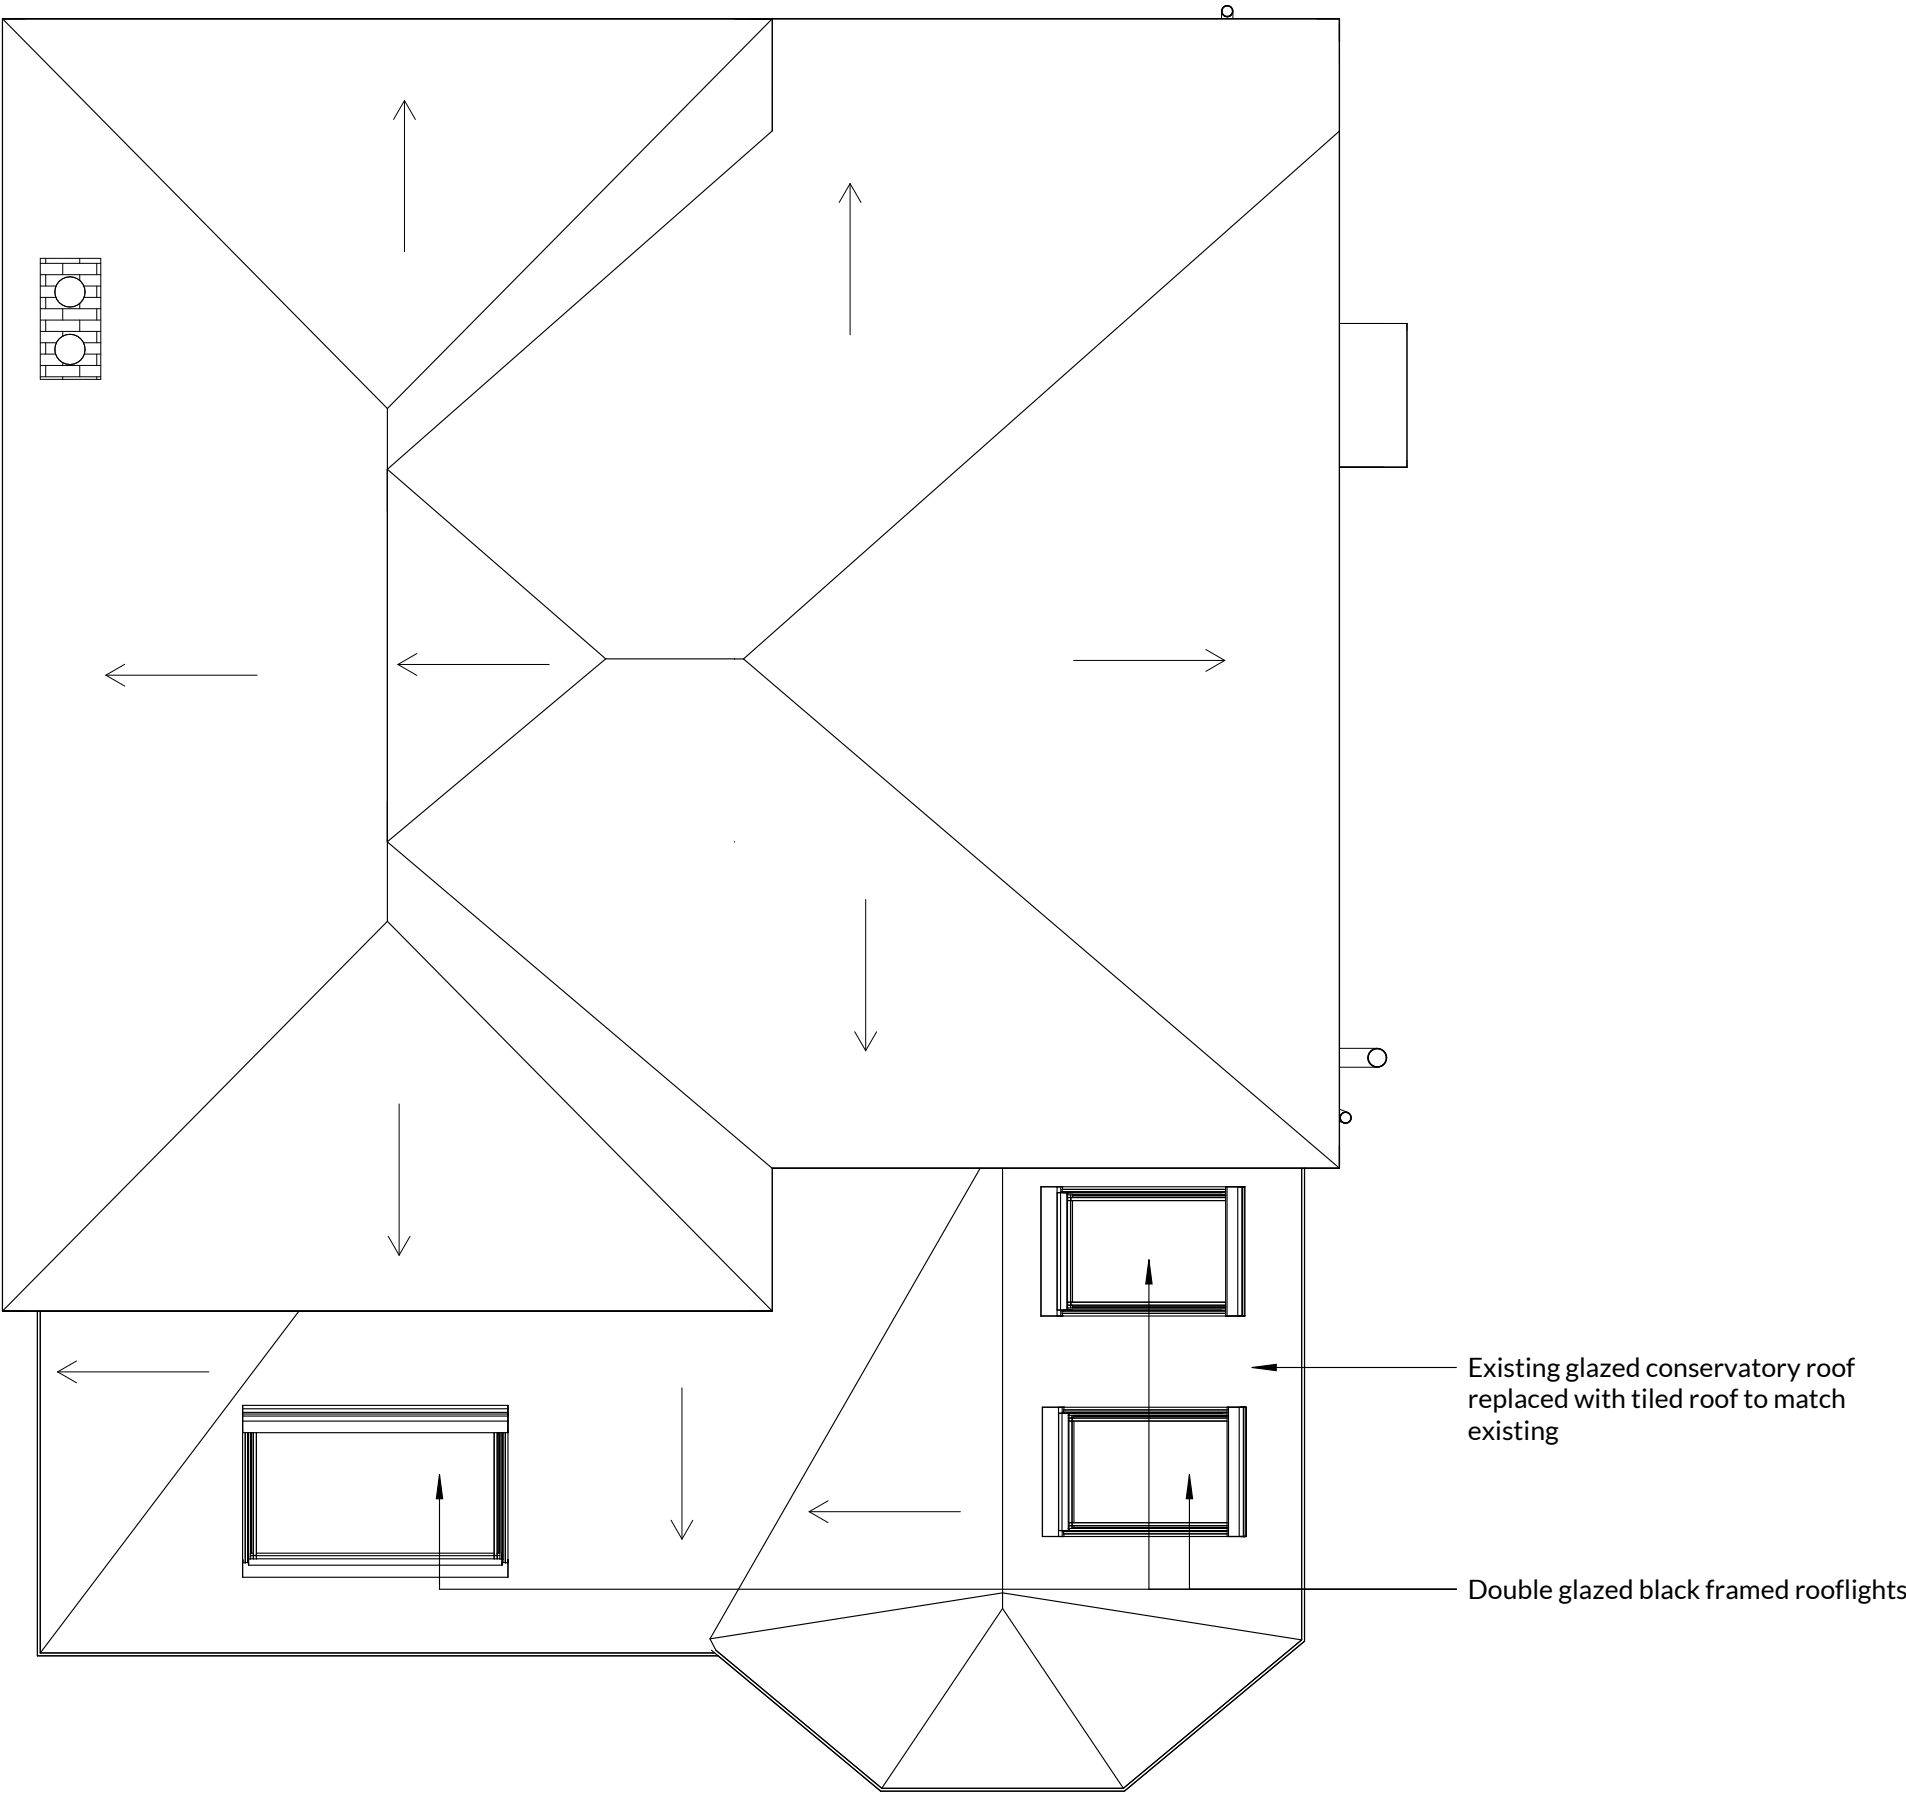 Existing glazed conservatory roof
replaced with tiled roof to match
existing
Double glazed black framed rooflights